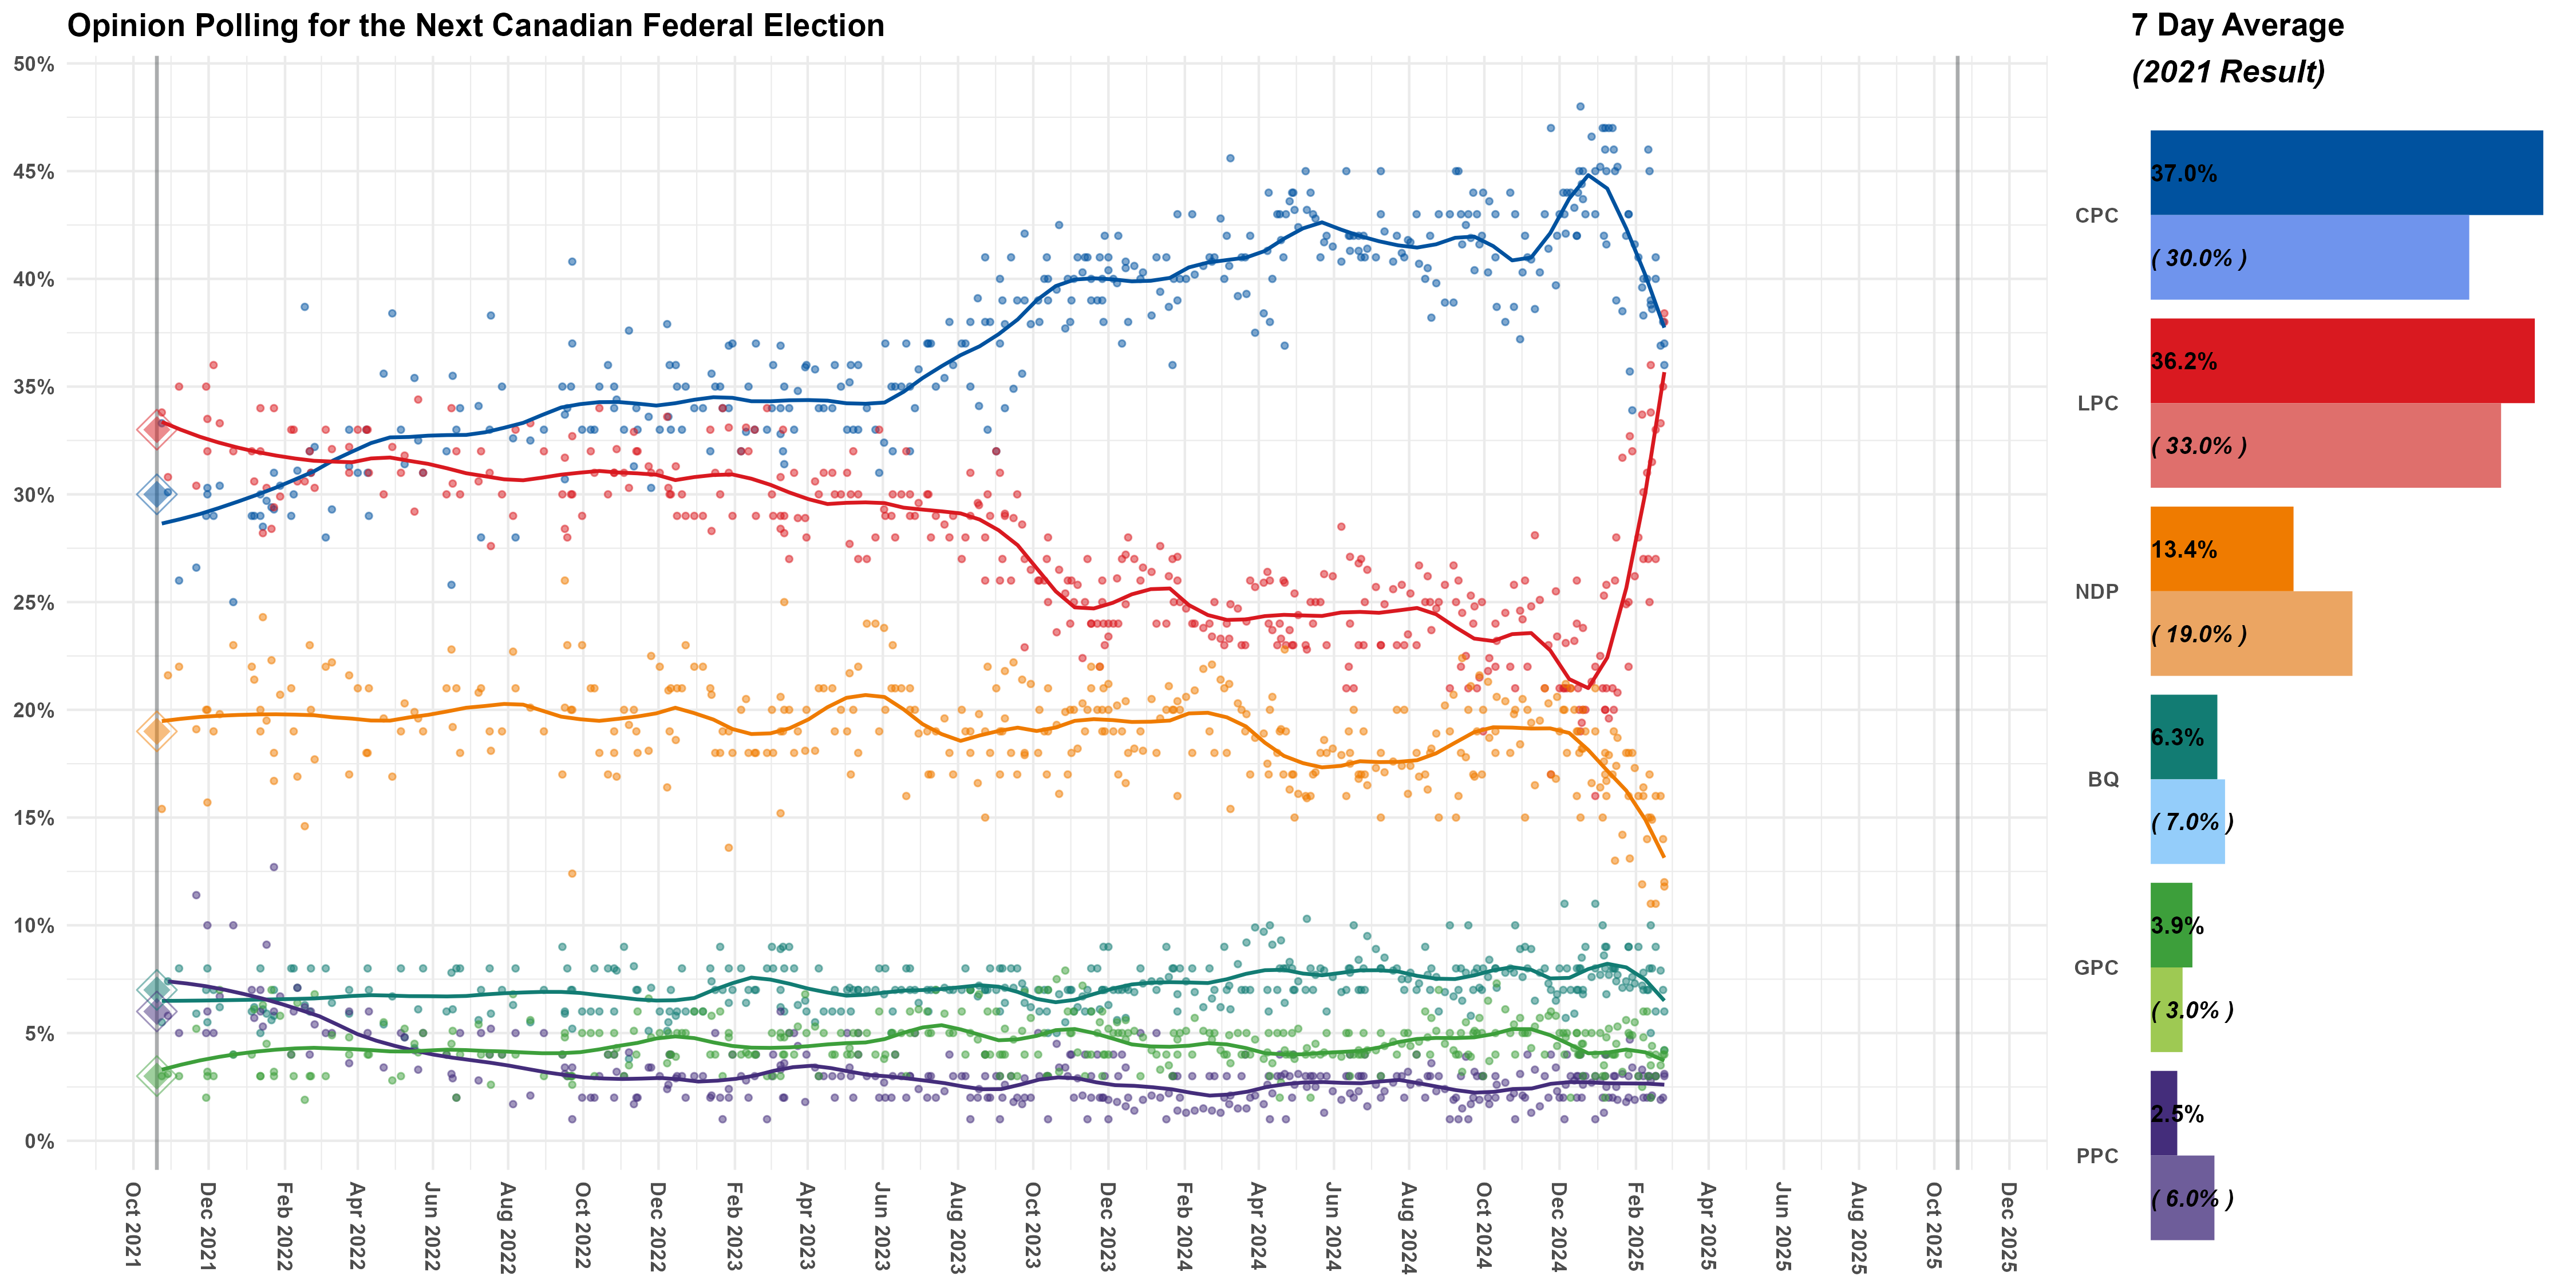 Opinion Polling for the Next Canadian Federal Election
7 Day Average
(2021 Result)
50%
45%
40%
35%
30%
25%
20%
15%
10%
5%
0%
Oct 2021
Dec 2021
Feb 2022
Apr 2022
Jun 2022
Aug 2022
Oct 2022
Dec 2022
Feb 2023
Apr 2023
Jun 2023
Aug 2023
Oct 2023
Dec 2023
Feb 2024
Apr 2024
Jun 2024
Aug 2024
Oct 2024
Dec 2024
Feb 2025
Apr 2025
Jun 2025
Aug 2025
Oct 2025
Dec 2025
CPC
37.0%
( 30.0% )
LPC
36.2%
( 33.0% )
NDP
13.4%
( 19.0% )
BQ
6.3%
( 7.0% )
GPC
3.9%
( 3.0% )
PPC
2.5%
( 6.0% )